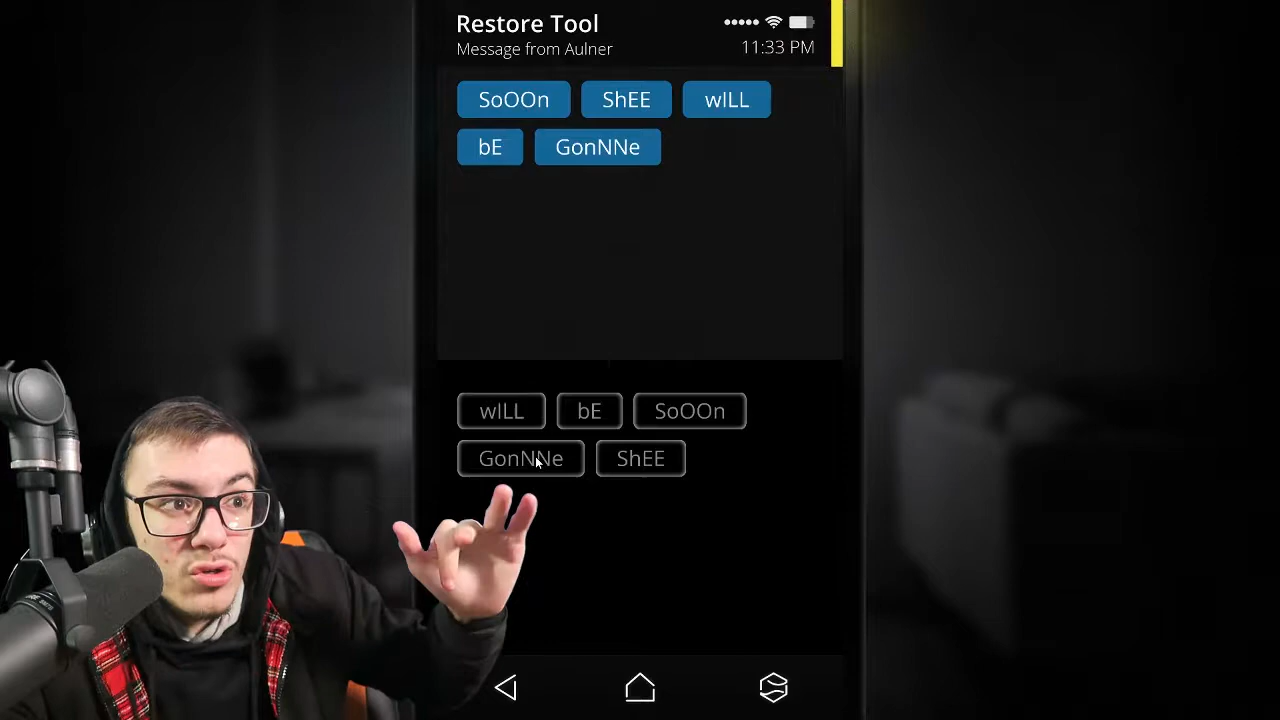 Restore Tool
Message from Aulner
11:33 PM
SoOOn ShEE wILL
bE GonNNe
wILL bE SoOOn
GonNNe ShEE